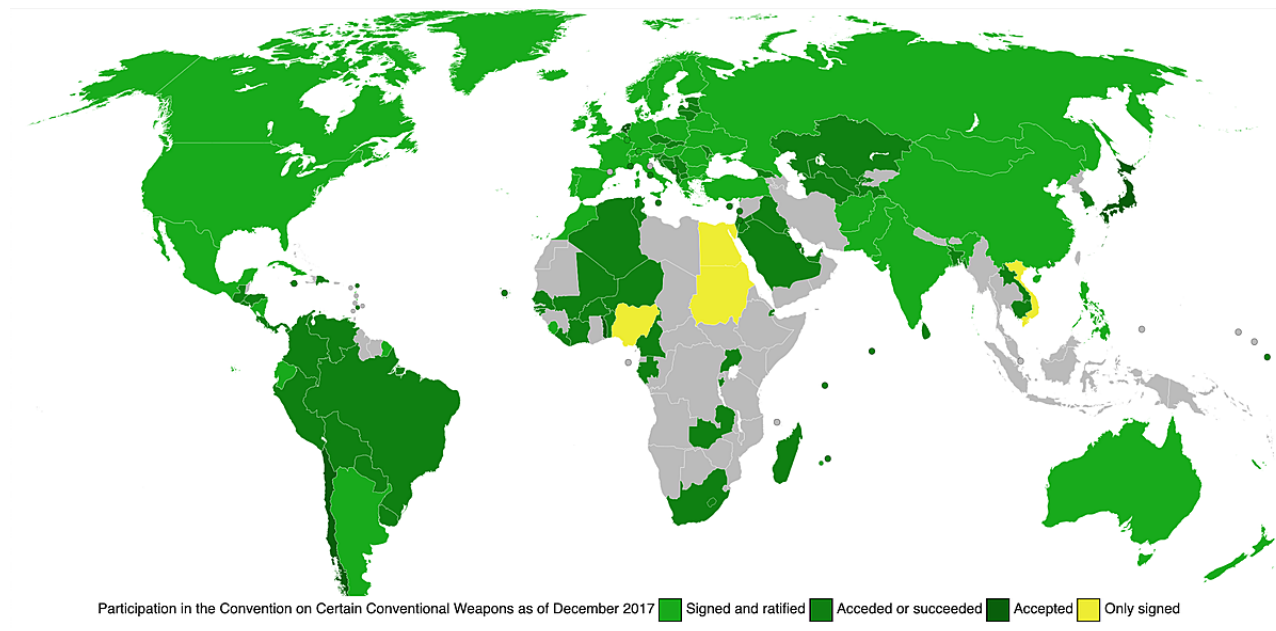 Participation in the Convention on Certain Conventional Weapons as of December 2017 Signed and ratified Acceded or succeeded Accepted Only signed